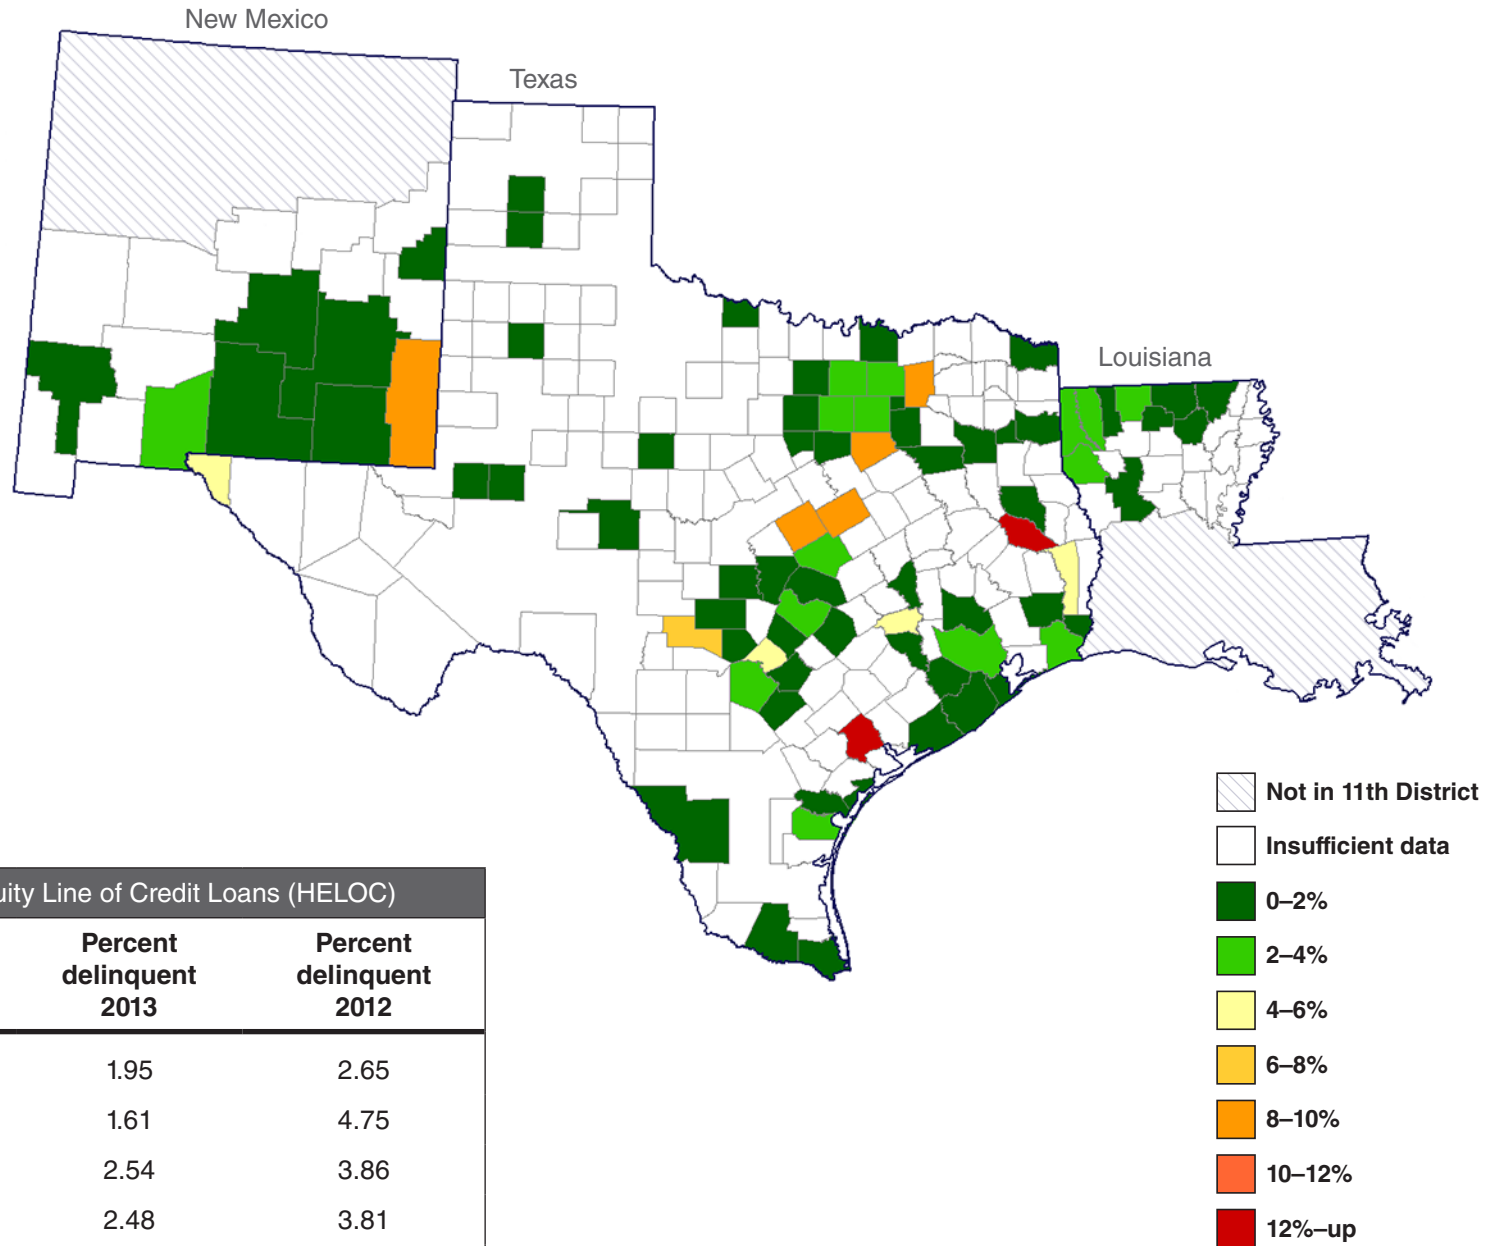 New Mexico
Texas
Louisiana
Not in 11th District
Insufficient data
0–2%
2–4%
4–6%
6–8%
8–10%
10–12%
12%–up
Line of Credit Loans (HELOC)
Percent delinquent 2013
Percent delinquent 2012
1.95 2.65
1.61 4.75
2.54 3.86
2.48 3.81